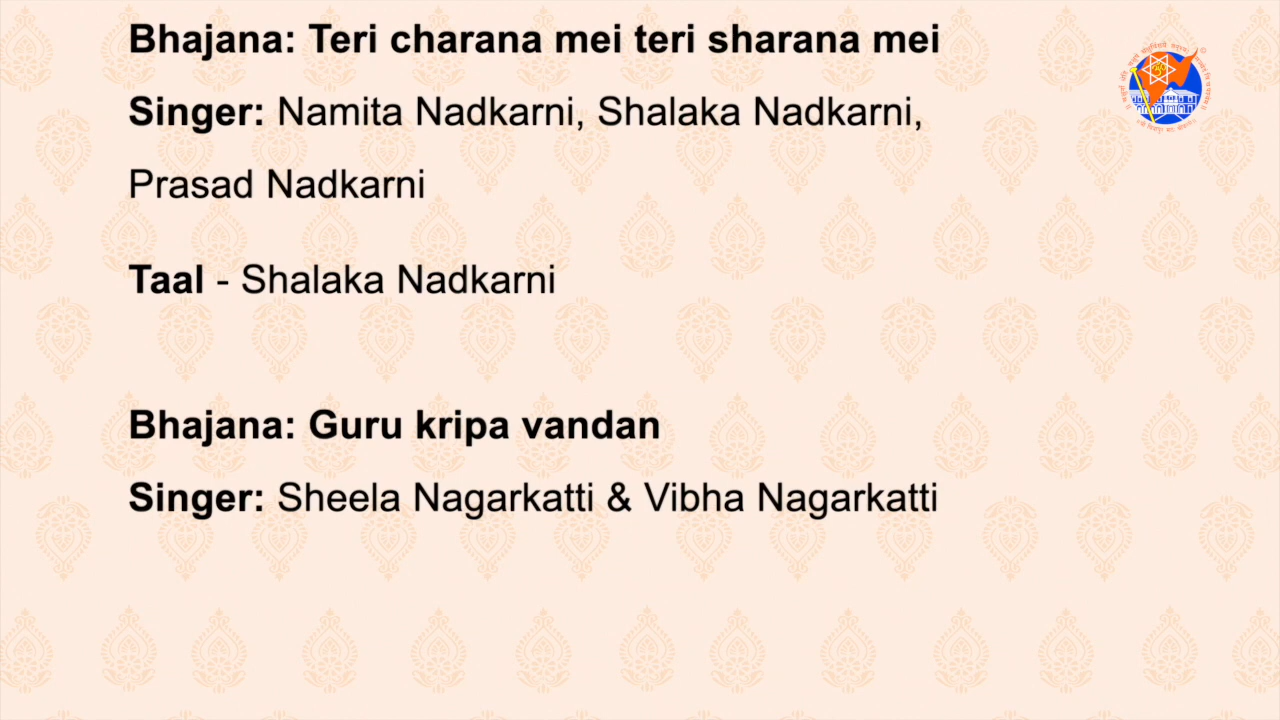 Bhajana: Teri charana mei teri sharana mei
Singer: Namita Nadkarni, Shalaka Nadkarni,
Prasad Nadkarni
Taal - Shalaka Nadkarni
Bhajana: Guru kripa vandan
Singer: Sheela Nagarkatti & Vibha Nagarkatti